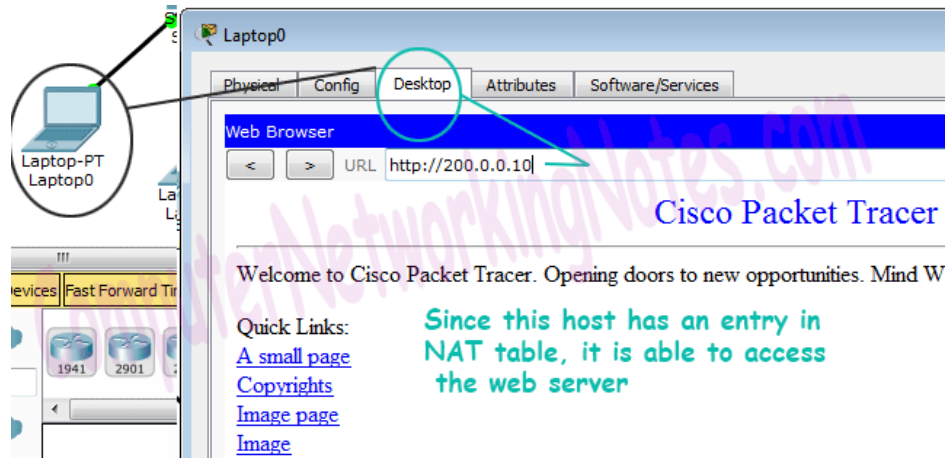 Laptop0
Physical Config Desktop Attributes Software/Services
Web Browser
< > URL http://200.0.0.10
Cisco Packet Tracer
Welcome to Cisco Packet Tracer. Opening doors to new opportunities. Mind W
Quick Links:
A small page
Copyrights
Image page
Image
Since this host has an entry in
NAT table, it is able to access
the web server
Laptop-PT
Laptop0
La
evices Fast Forward Tir
1941 2901
ComputerNetworkingNotes.com